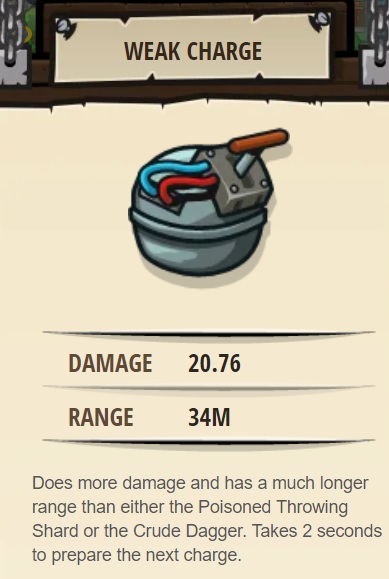 WEAK CHARGE
DAMAGE 20.76
RANGE 34M
Does more damage and has a much longer
range than either the Poisoned Throwing
Shard or the Crude Dagger. Takes 2 seconds
to prepare the next charge.